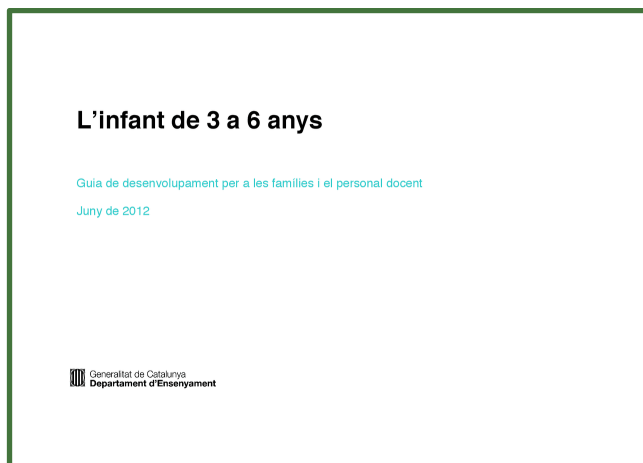 L'infant de 3 a 6 anys
Guia de desenvolupament per a les famílies i el personal docent
Juny de 2012
Generalitat de Catalunya
Departament d'Ensenyament